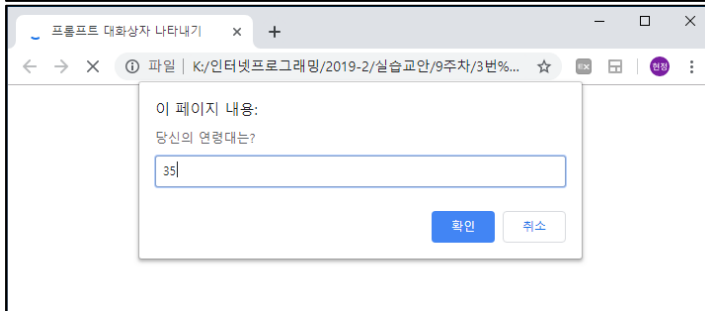 프롬프트 대화상자 나타내기
파일 | K:/인터넷프로그래밍/2019-2/실습교안/9주차/3번%...
현정
이 페이지 내용:
당신의 연령대는?
35
확인 취소